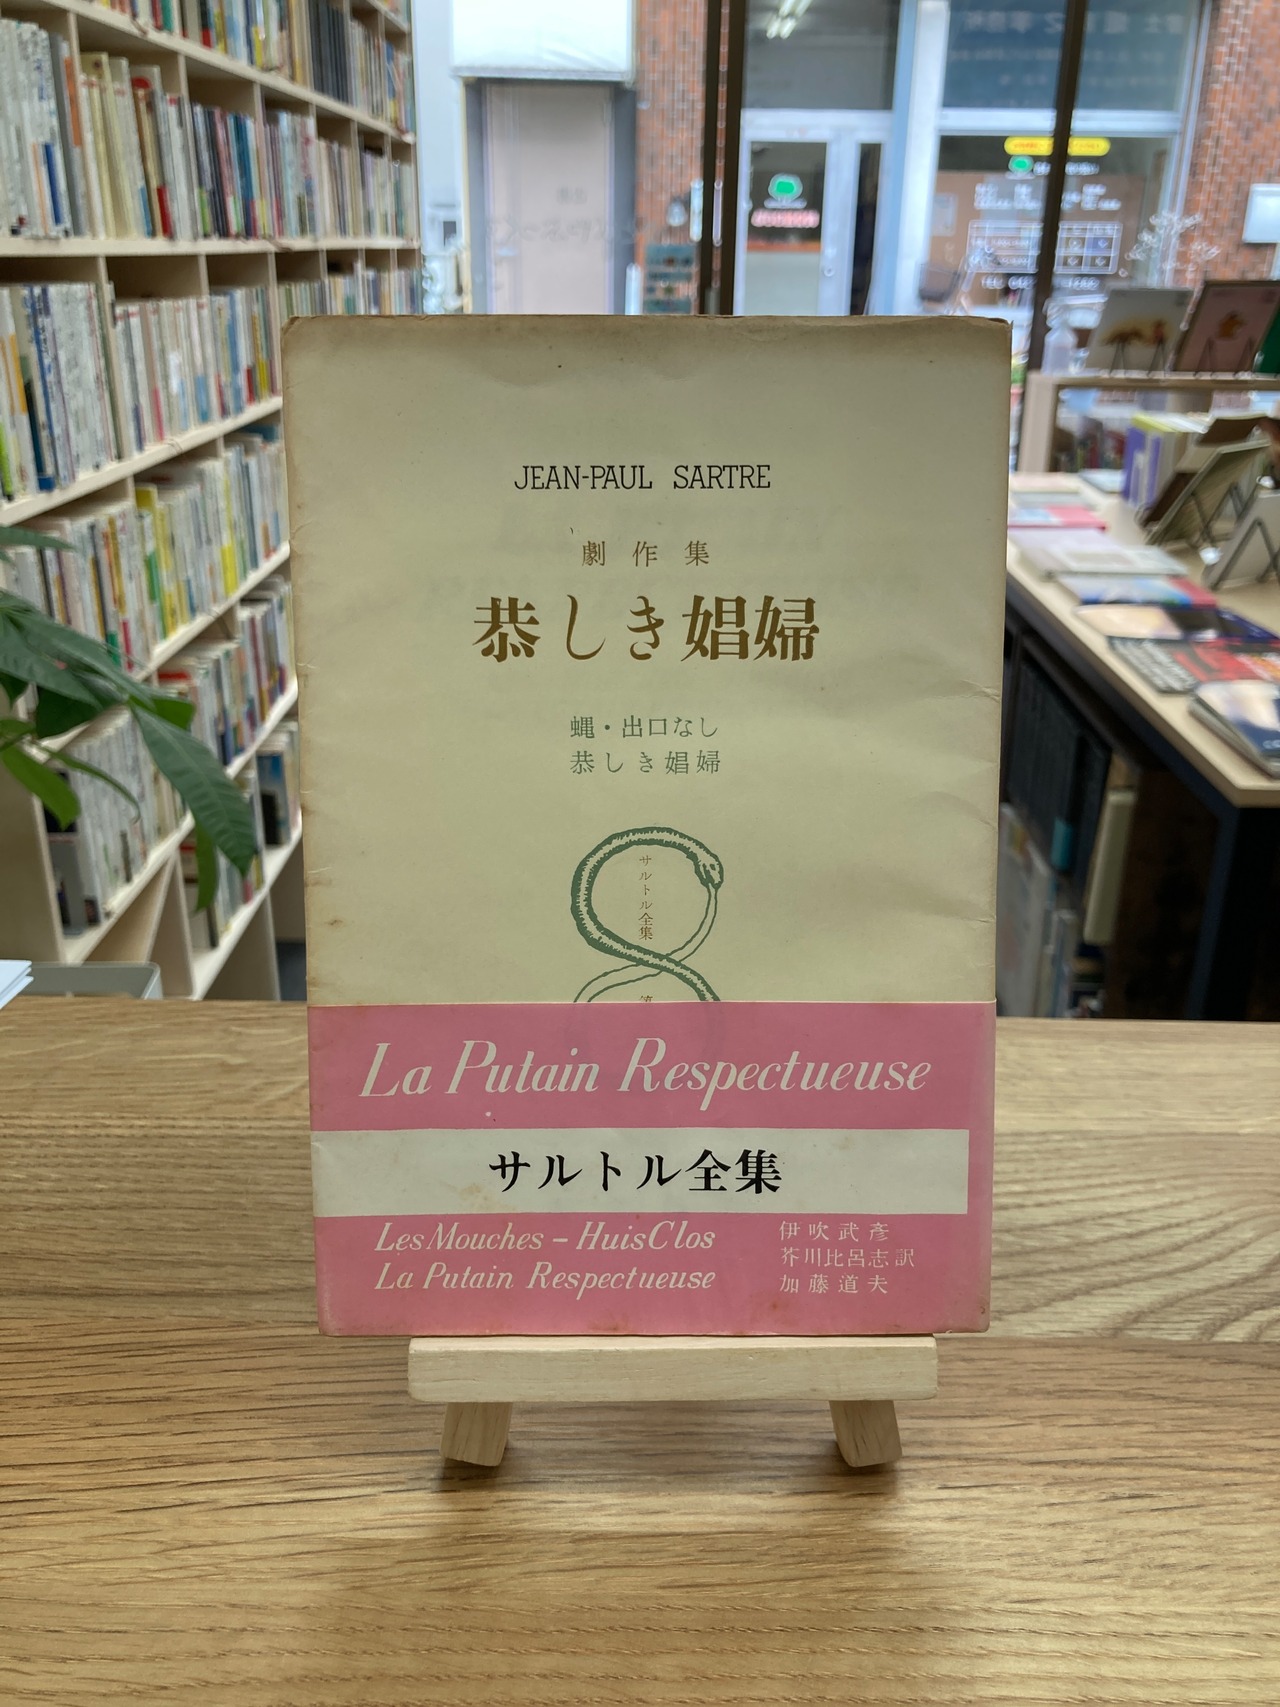 JEAN-PAUL SARTRE
劇作集
恭しき娼婦
蝿・出口なし
恭しき娼婦
サルトル全集
La Putain Respectueuse
サルトル全集
Les Mouches – Huis Clos
La Putain Respectueuse
伊吹武彦
芥川比呂志訳
加藤道夫